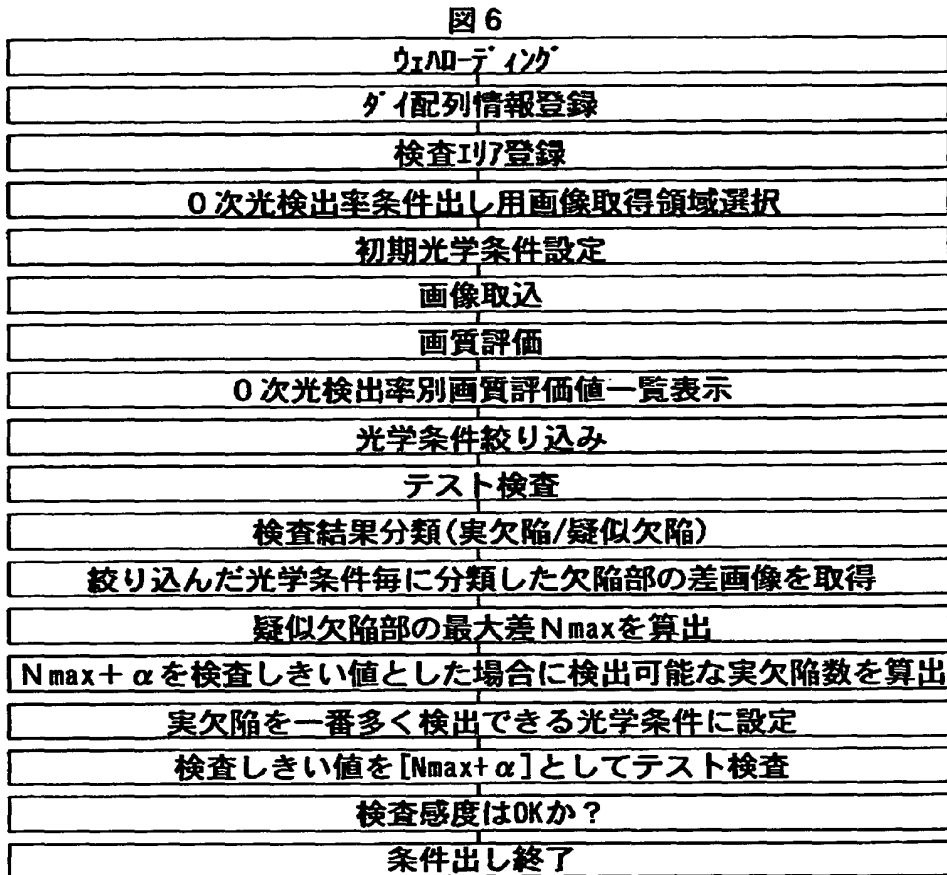 図6
ウェハローディング
ダイ配列情報登録
検査エリア登録
0次光検出率条件出し用画像取得領域選択
初期光学条件設定
画像取込
画質評価
0次光検出率別画質評価値一覧表示
光学条件絞り込み
テスト検査
検査結果分類(実欠陥/疑似欠陥)
絞り込んだ光学条件毎に分類した欠陥部の差画像を取得
疑似欠陥部の最大差Nmaxを算出
Nmax+αを検査しきい値とした場合に検出可能な実欠陥数を算出
実欠陥を一番多く検出できる光学条件に設定
検査しきい値を[Nmax+α]としてテスト検査
検査感度はOKか?
条件出し終了